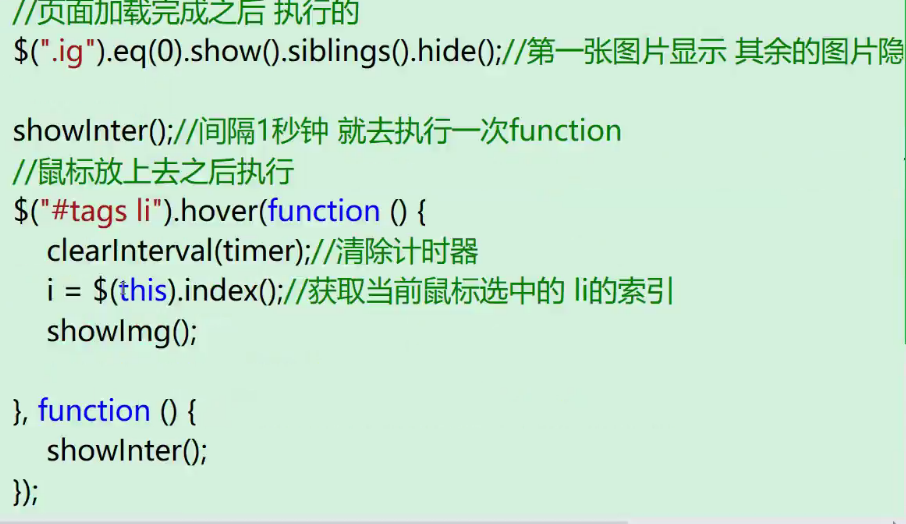 //页面加载完成之后 执行的
$(".ig").eq(0).show().siblings().hide();//第一张图片显示 其余的图片隐
showInter();//间隔1秒钟 就去执行一次function
//鼠标放上去之后执行
$("#tags li").hover(function () {
clearInterval(timer);//清除计时器
i = $(this).index();//获取当前鼠标选中的 li的索引
showImg();
}, function () {
showInter();
});